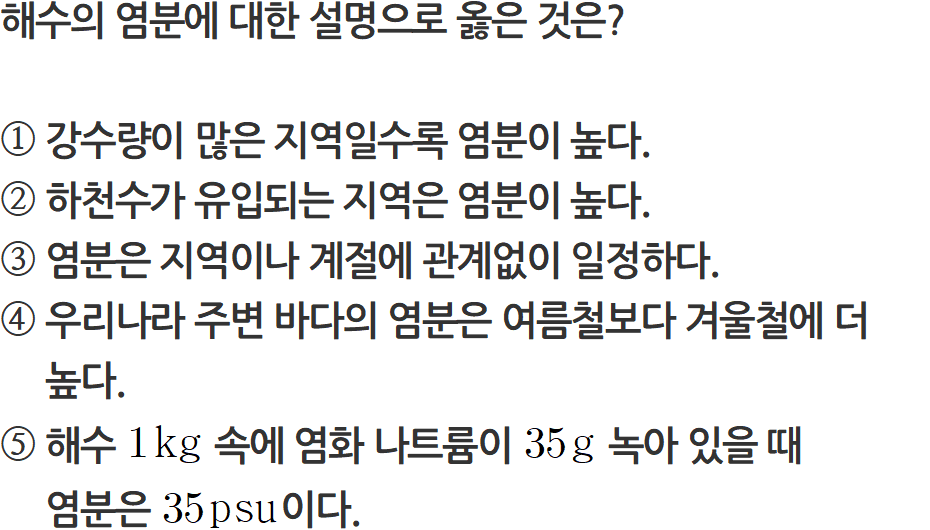 해수의 염분에 대한 설명으로 옳은 것은?
① 강수량이 많은 지역일수록 염분이 높다.
② 하천수가 유입되는 지역은 염분이 높다.
③ 염분은 지역이나 계절에 관계없이 일정하다.
④ 우리나라 주변 바다의 염분은 여름철보다 겨울철에 더
높다.
⑤ 해수 1kg 속에 염화 나트륨이 35g 녹아 있을 때
염분은 35psu이다.